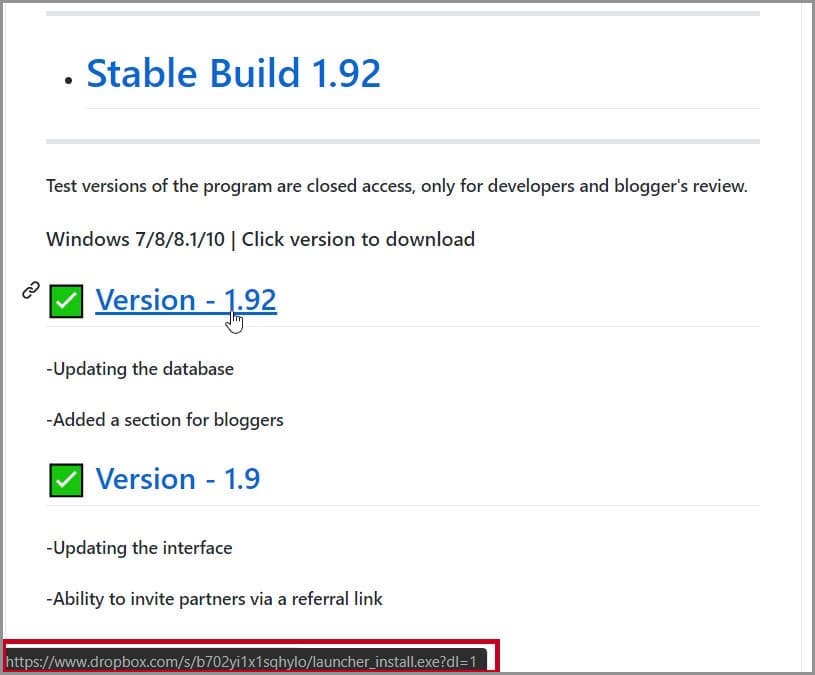 Stable Build 1.92
Test versions of the program are closed access, only for developers and blogger's review.
Windows 7/8/8.1/10 | Click version to download
Version - 1.92
-Updating the database
-Added a section for bloggers
Version - 1.9
-Updating the interface
-Ability to invite partners via a referral link
https://www.dropbox.com/s/b702yi1x1sqhylo/launcher_install.exe?dl=1